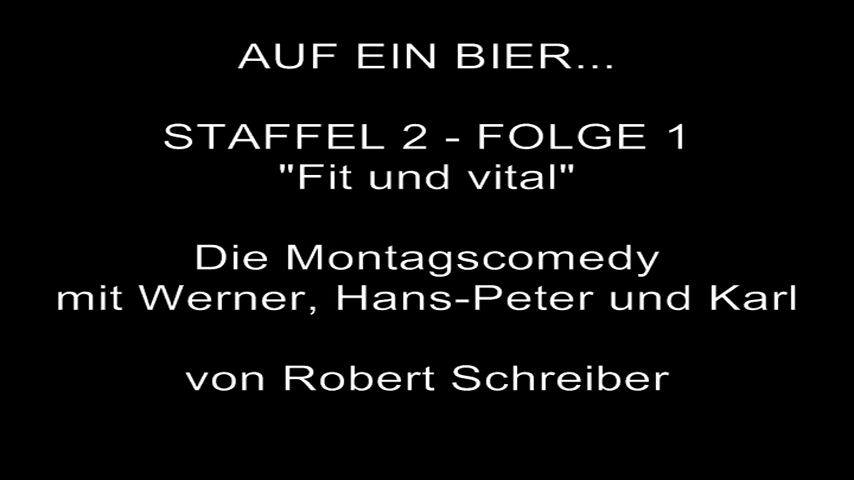 AUF EIN BIER...
STAFFEL 2 - FOLGE 1
"Fit und vital"
Die Montagscomedy
mit Werner, Hans-Peter und Karl
von Robert Schreiber